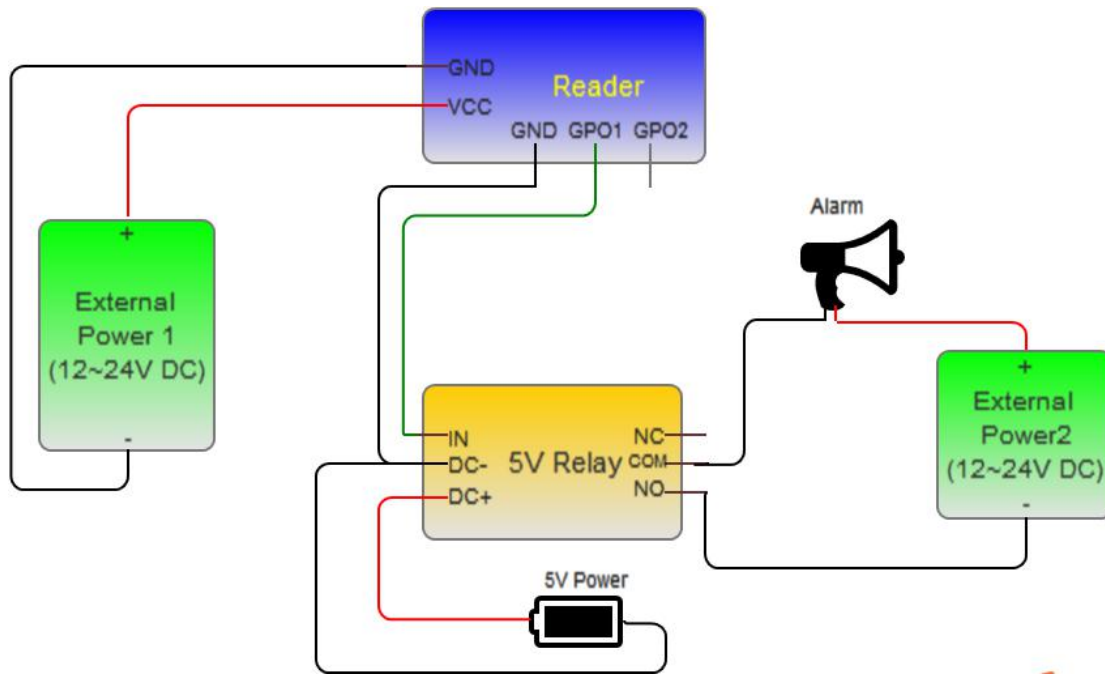 GND
Reader
VCC
GND GPO1 GPO2
Alarm
+
External
Power 1
(12~24V DC)
-
+
External
Power2
(12~24V DC)
-
IN
DC-
DC+
5V Relay
NC
COM
NO
5V Power